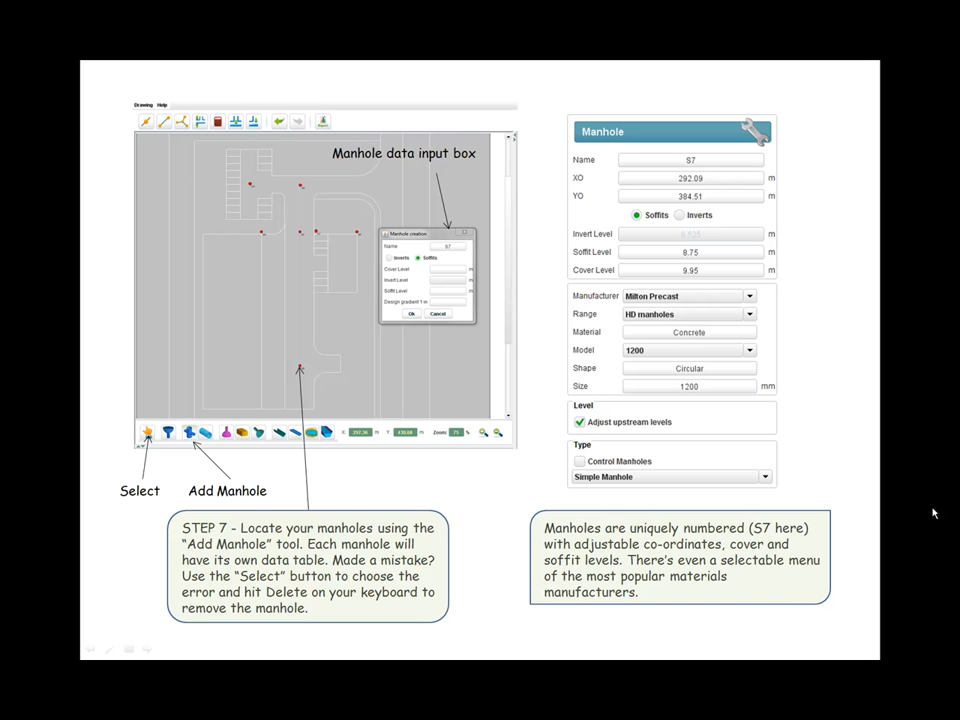 Drawing Help
Manhole data input box
Manhole creation
Name S7
Inverts Soffits
Cover Level m
Invert Level m
Soffit Level m
Design gradient 1 in
Ok Cancel
X: 297.36 m Y: 430.68 m Zoom: 75 %
Select Add Manhole
STEP 7 - Locate your manholes using the
“Add Manhole” tool. Each manhole will
have its own data table. Made a mistake?
Use the “Select” button to choose the
error and hit Delete on your keyboard to
remove the manhole.
Manhole
Name S7
XO 292.09 m
YO 384.51 m
Soffits Inverts
Invert Level m
Soffit Level 8.75 m
Cover Level 9.95 m
Manufacturer Milton Precast
Range HD manholes
Material Concrete
Model 1200
Shape Circular
Size 1200 mm
Level
Adjust upstream levels
Type
Control Manholes
Simple Manhole
Manholes are uniquely numbered (S7 here)
with adjustable co-ordinates, cover and
soffit levels. There’s even a selectable menu
of the most popular materials
manufacturers.